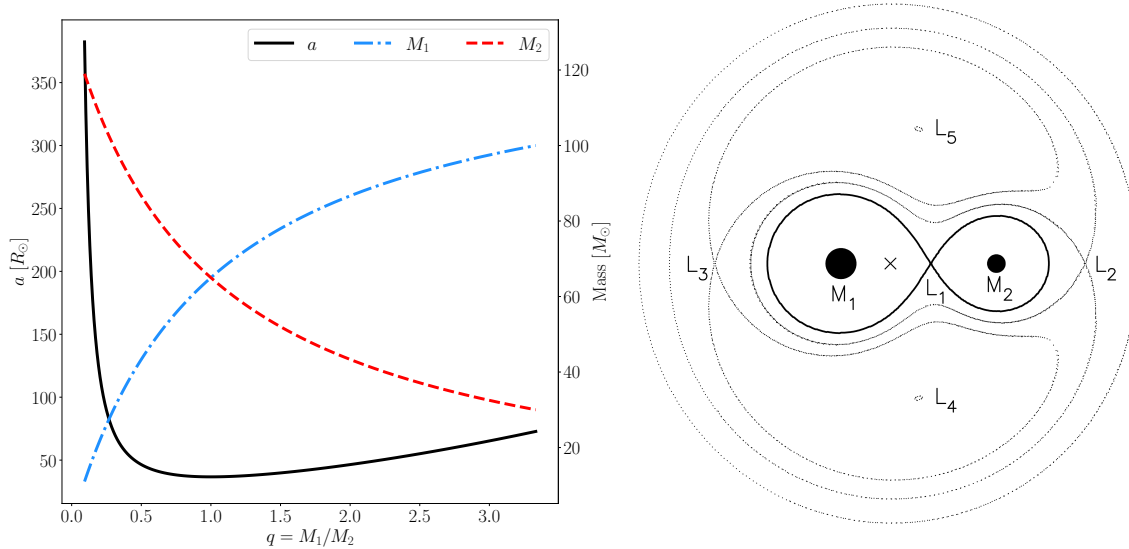 a M₁ M₂
350
300
250
200
150
100
50
a [R⊙]
0.0 0.5 1.0 1.5 2.0 2.5 3.0
q = M₁/M₂
120
100
80
60
40
20
Mass [M⊙]
L₅
L₃ M₁ L₁ M₂ L₂
L₄